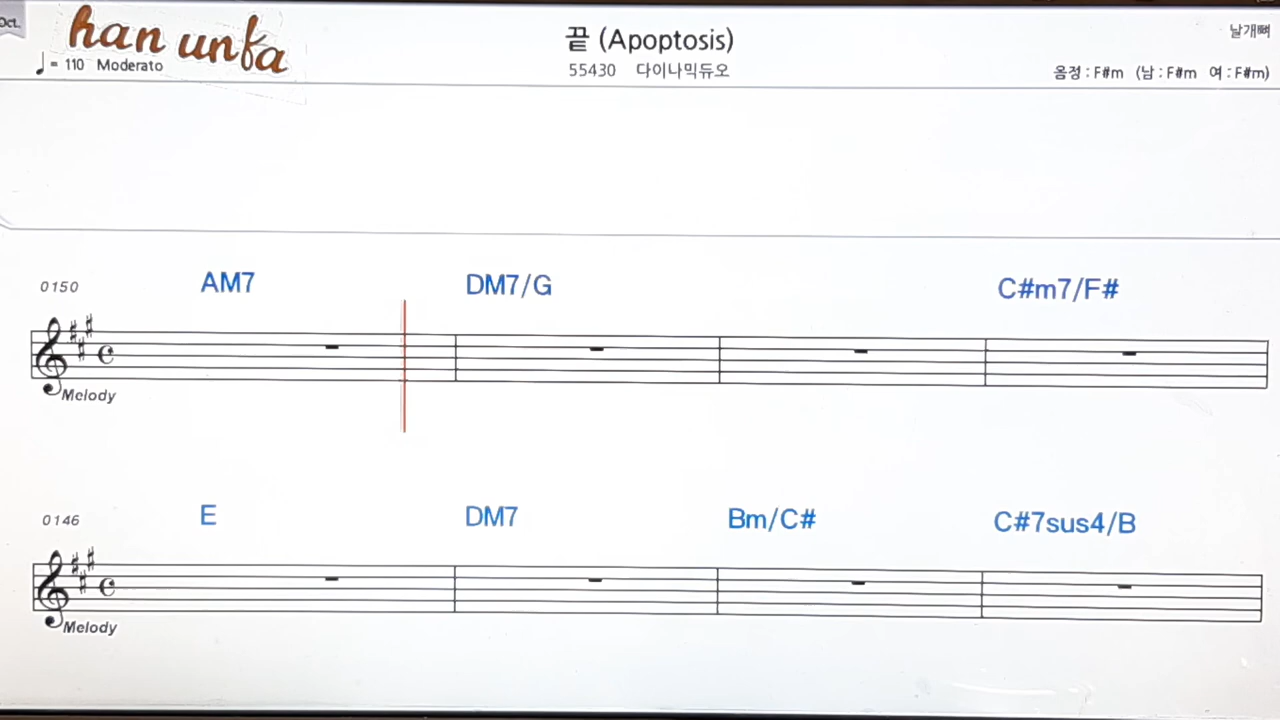 Oct.
han unfa
♩= 110 Moderato
끝 (Apoptosis)
55430 다이나믹듀오
날개뼈
음정 : F#m (남 : F#m 여 : F#m)
0150
AM7 DM7/G C#m7/F#
Melody
0146
E DM7 Bm/C# C#7sus4/B
Melody